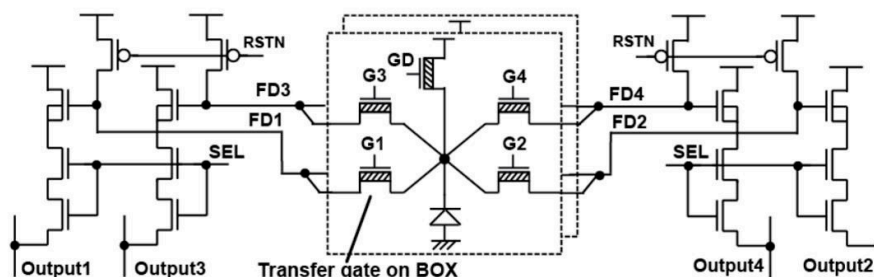 RSTN
GD
RSTN
FD3
G3
G4
FD4
FD1
G1
G2
FD2
SEL
SEL
Output1
Output3
Transfer gate on BOX
Output4
Output2